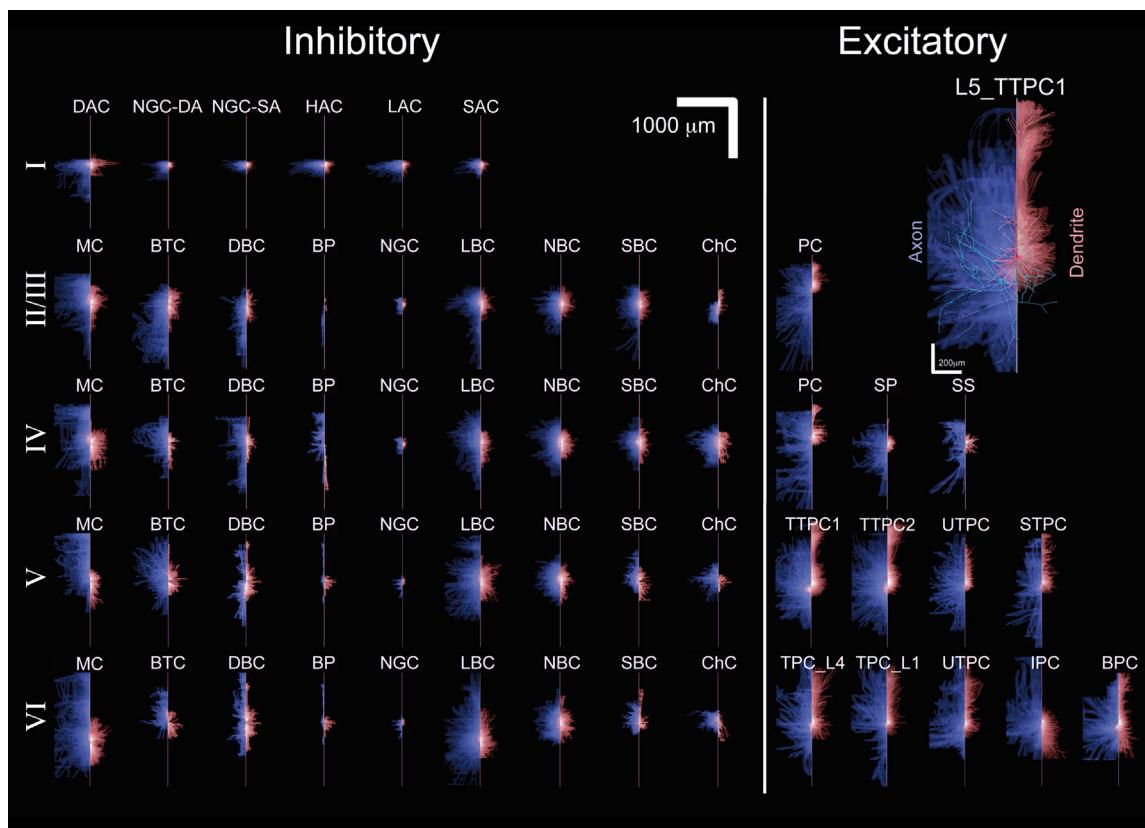 Inhibitory Excitatory
L5_TTPC1
DAC NGC-DA NGC-SA HAC LAC SAC
1000 μm
I
Axon
Dendrite
200μm
MC BTC DBC BP NGC LBC NBC SBC ChC PC
II/III
MC BTC DBC BP NGC LBC NBC SBC ChC PC SP SS
IV
MC BTC DBC BP NGC LBC NBC SBC ChC TTPC1 TTPC2 UTPC STPC
V
MC BTC DBC BP NGC LBC NBC SBC ChC TPC_L4 TPC_L1 UTPC IPC BPC
VI